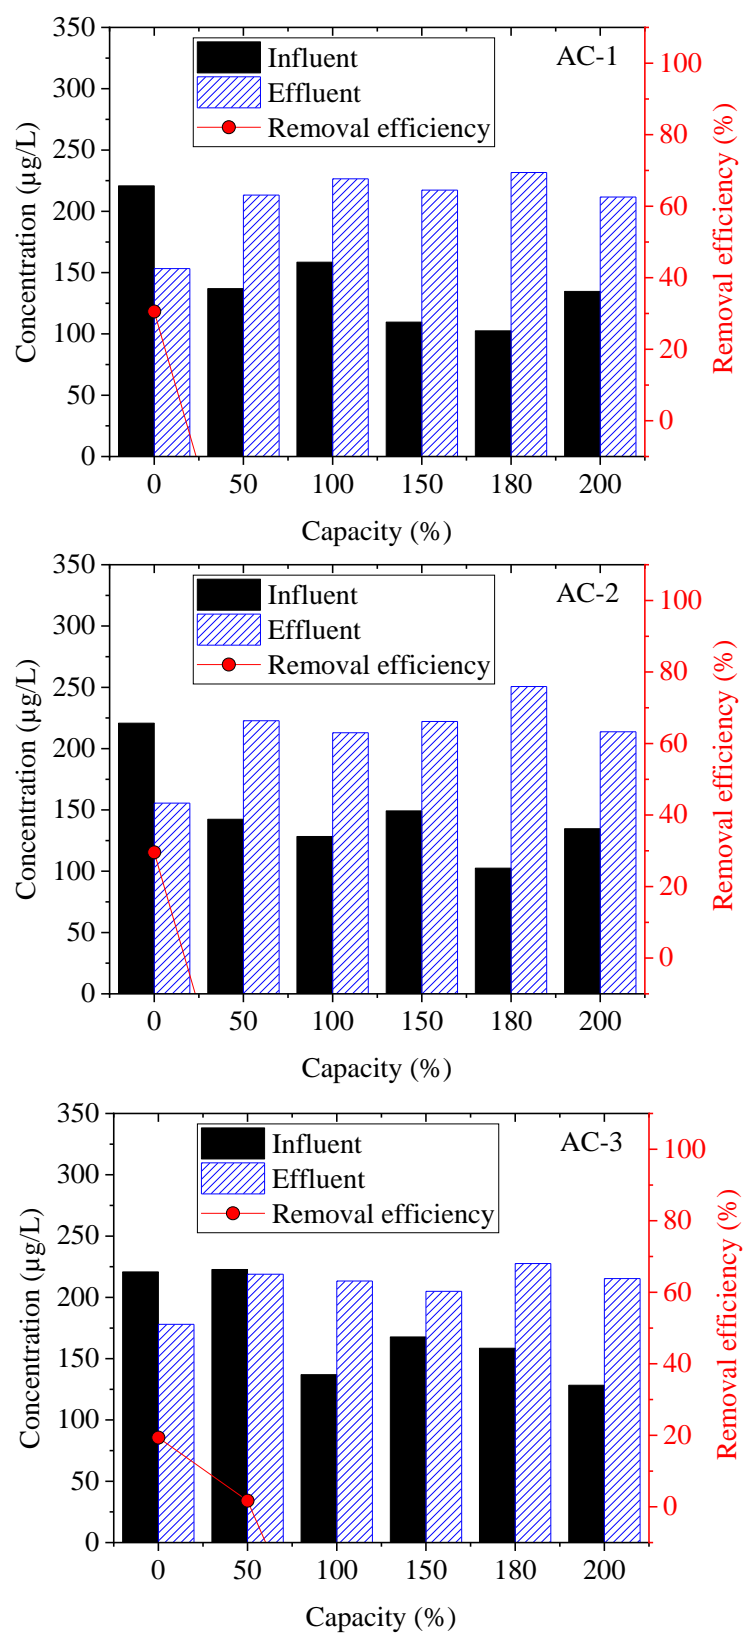 350
300
250
200
150
100
50
0
Concentration (µg/L)
Influent
Effluent
Removal efficiency
AC-1
100
80
60
40
20
0
Removal efficiency (%)
0 50 100 150 180 200
Capacity (%)
350
300
250
200
150
100
50
0
Concentration (µg/L)
Influent
Effluent
Removal efficiency
AC-2
100
80
60
40
20
0
Removal efficiency (%)
0 50 100 150 180 200
Capacity (%)
350
300
250
200
150
100
50
0
Concentration (µg/L)
Influent
Effluent
Removal efficiency
AC-3
100
80
60
40
20
0
Removal efficiency (%)
0 50 100 150 180 200
Capacity (%)